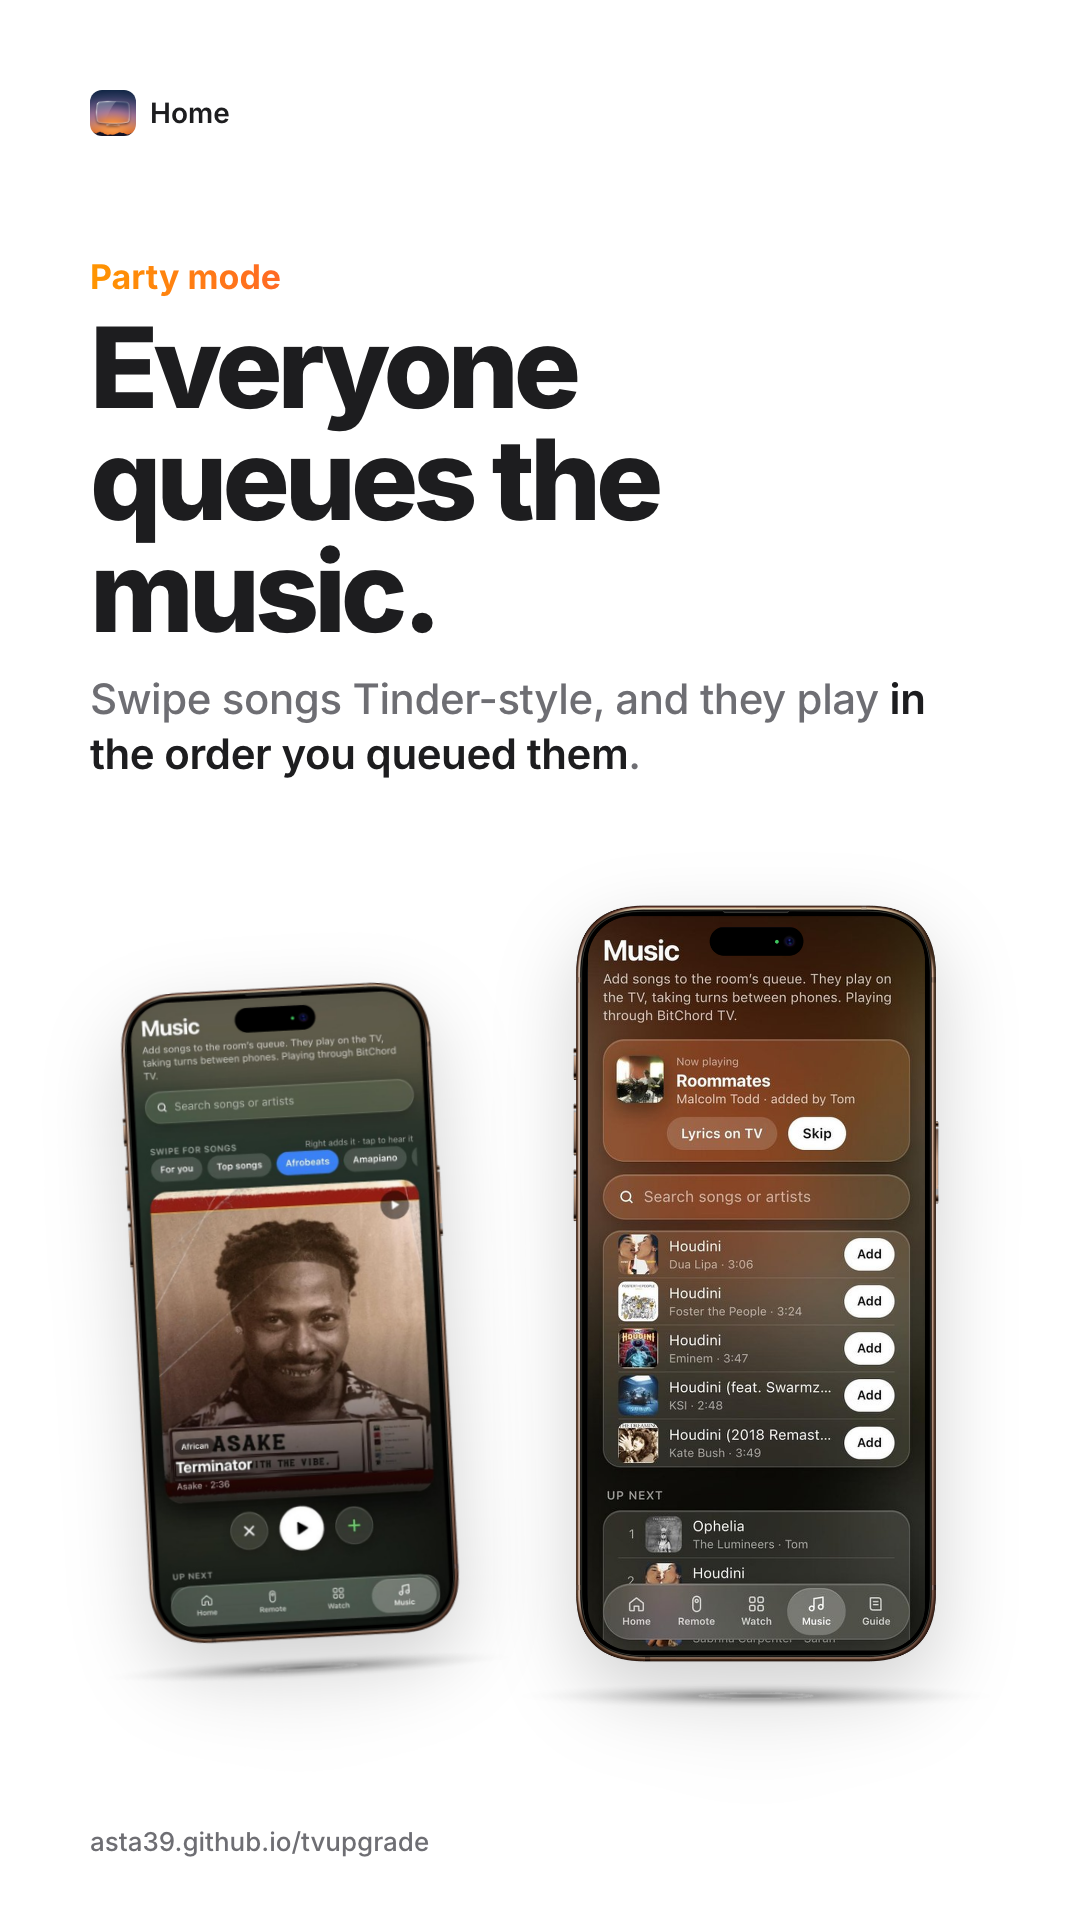 Home
Party mode
Everyone
queues the
music.
Swipe songs Tinder-style, and they play in
the order you queued them.
Music
Add songs to the room's queue. They play on the TV,
taking turns between phones. Playing through BitChord
TV.
Search songs or artists
SWIPE FOR SONGS
Right adds it · tap to hear it
For you
Top songs
Afrobeats
Amapiano
ASAKE
African
WITH THE VIBE.
Terminator
Asake · 2:36
UP NEXT
Home
Remote
Watch
Music
Music
Add songs to the room's queue. They play on
the TV, taking turns between phones. Playing
through BitChord TV.
Now playing
Roommates
Malcolm Todd · added by Tom
Lyrics on TV
Skip
Search songs or artists
Houdini
Dua Lipa · 3:06
Add
Houdini
Foster the People · 3:24
Add
HOUDINI
Houdini
Eminem · 3:47
Add
Houdini (feat. Swarmz...
KSI · 2:48
Add
Houdini (2018 Remast...
Kate Bush · 3:49
Add
UP NEXT
1
Ophelia
The Lumineers · Tom
2
Houdini
Home
Remote
Watch
Music
Guide
Sabrina Carpenter · Sarah
asta39.github.io/tvupgrade